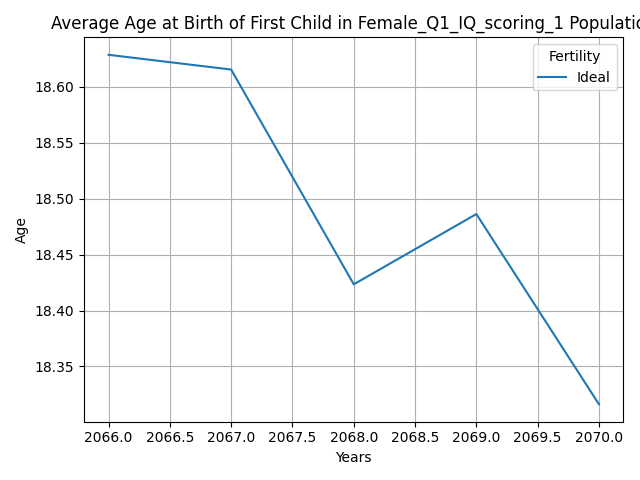 Average Age at Birth of First Child in Female_Q1_IQ_scoring_1 Populatio
Fertility
Ideal
Age
18.60
18.55
18.50
18.45
18.40
18.35
2066.0 2066.5 2067.0 2067.5 2068.0 2068.5 2069.0 2069.5 2070.0
Years